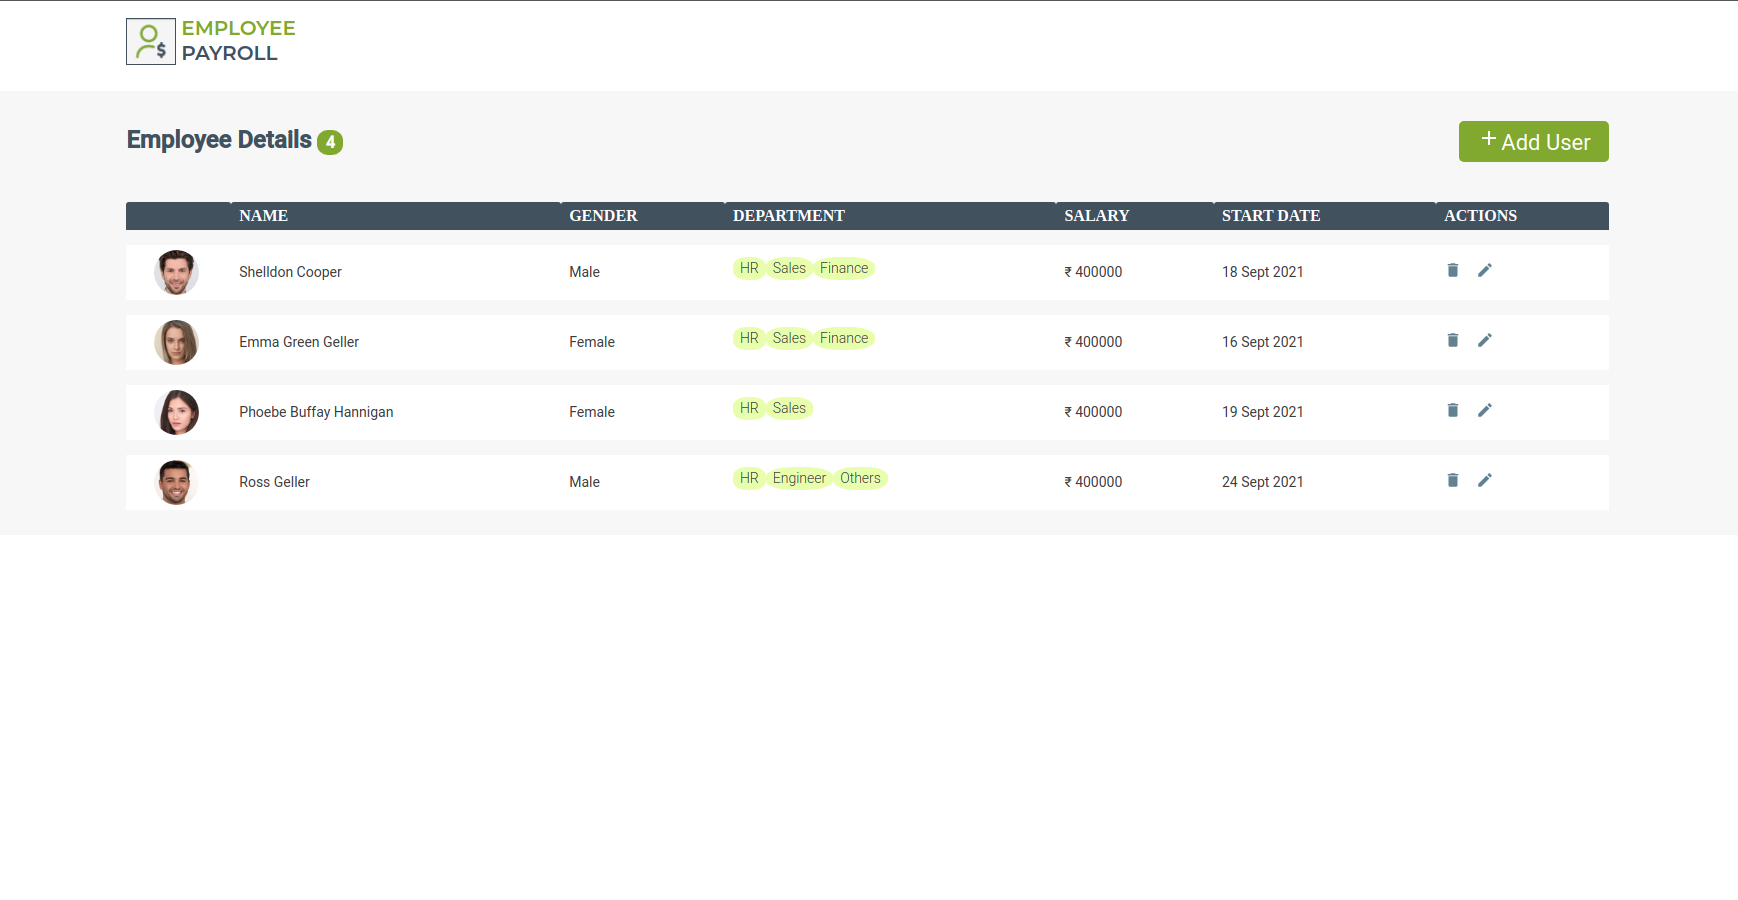 EMPLOYEE
PAYROLL
Employee Details 4
+ Add User
NAME GENDER DEPARTMENT SALARY START DATE ACTIONS
Shelldon Cooper Male HR Sales Finance ₹ 400000 18 Sept 2021
Emma Green Geller Female HR Sales Finance ₹ 400000 16 Sept 2021
Phoebe Buffay Hannigan Female HR Sales ₹ 400000 19 Sept 2021
Ross Geller Male HR Engineer Others ₹ 400000 24 Sept 2021